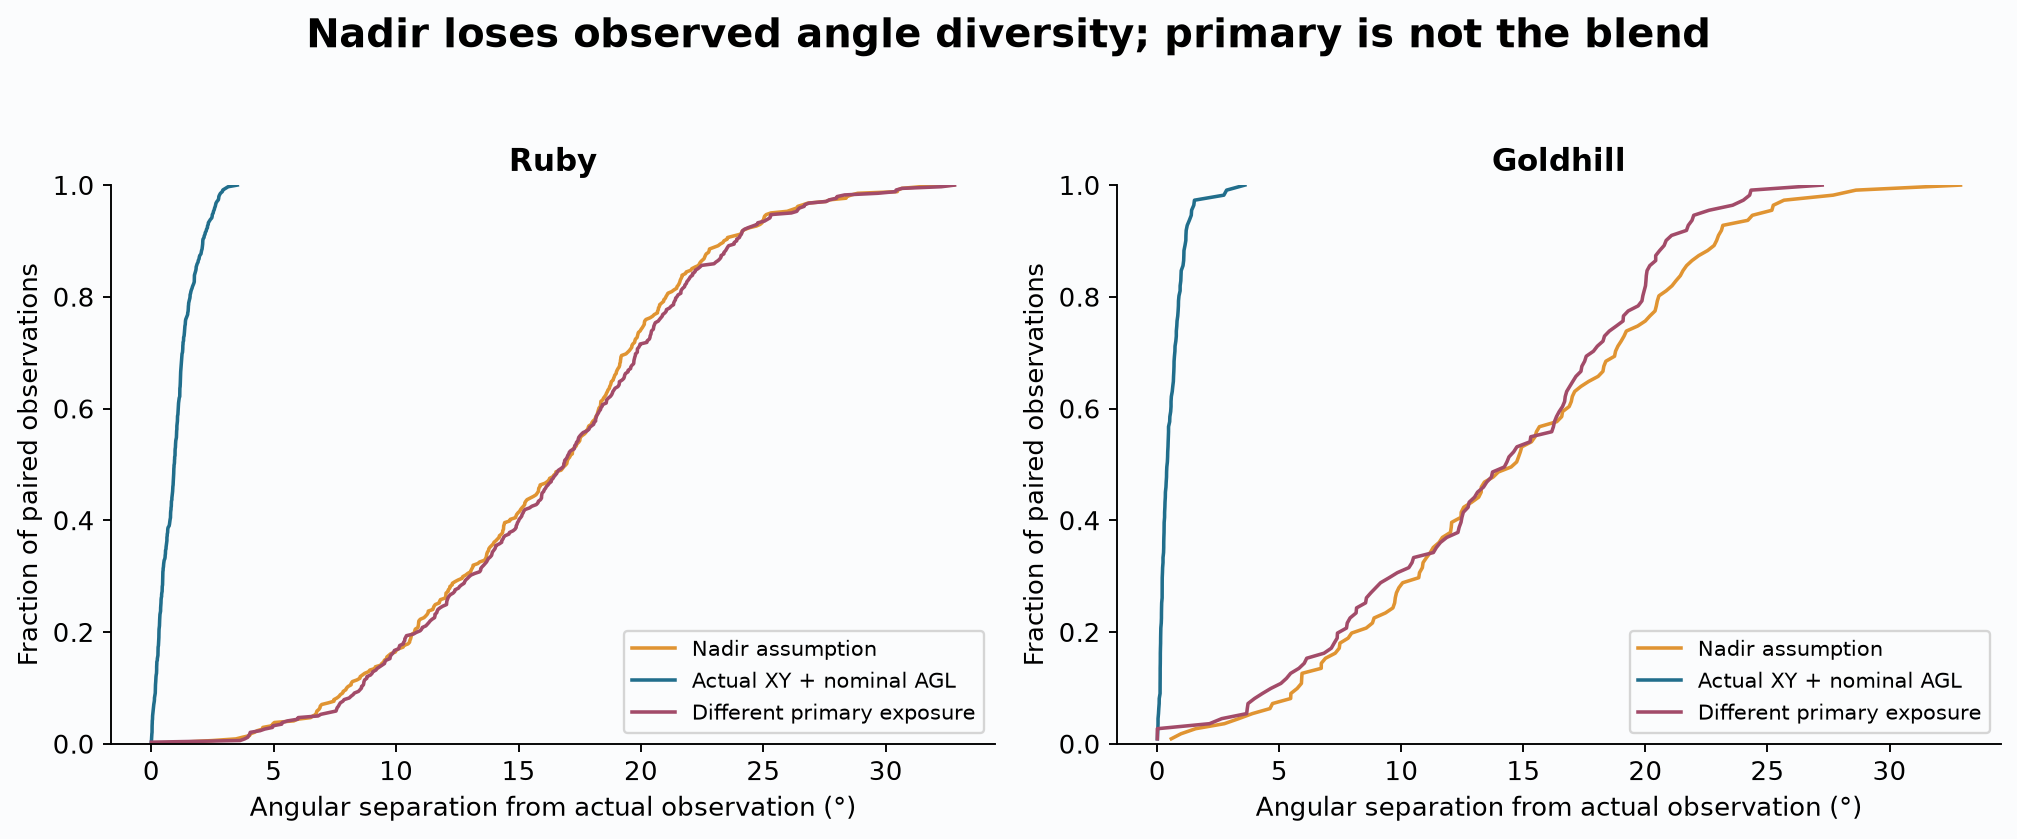 Nadir loses observed angle diversity; primary is not the blend
Ruby
Fraction of paired observations
1.0
0.8
0.6
0.4
0.2
0.0
Nadir assumption
Actual XY + nominal AGL
Different primary exposure
0 5 10 15 20 25 30
Angular separation from actual observation (°)
Goldhill
Fraction of paired observations
1.0
0.8
0.6
0.4
0.2
0.0
Nadir assumption
Actual XY + nominal AGL
Different primary exposure
0 5 10 15 20 25 30
Angular separation from actual observation (°)